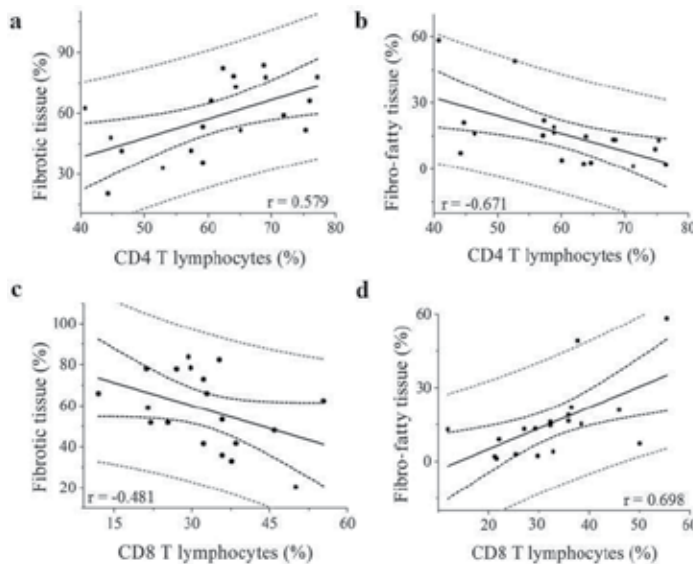 a
Fibrotic tissue (%)
90
60
30
40 50 60 70 80
r = 0.579
CD4 T lymphocytes (%)
b
Fibro-fatty tissue (%)
60
30
0
40 50 60 70 80
r = -0.671
CD4 T lymphocytes (%)
c
Fibrotic tissue (%)
100
80
60
40
20
15 30 45 60
r = -0.481
CD8 T lymphocytes (%)
d
Fibro-fatty tissue (%)
60
30
0
20 30 40 50 60
r = 0.698
CD8 T lymphocytes (%)